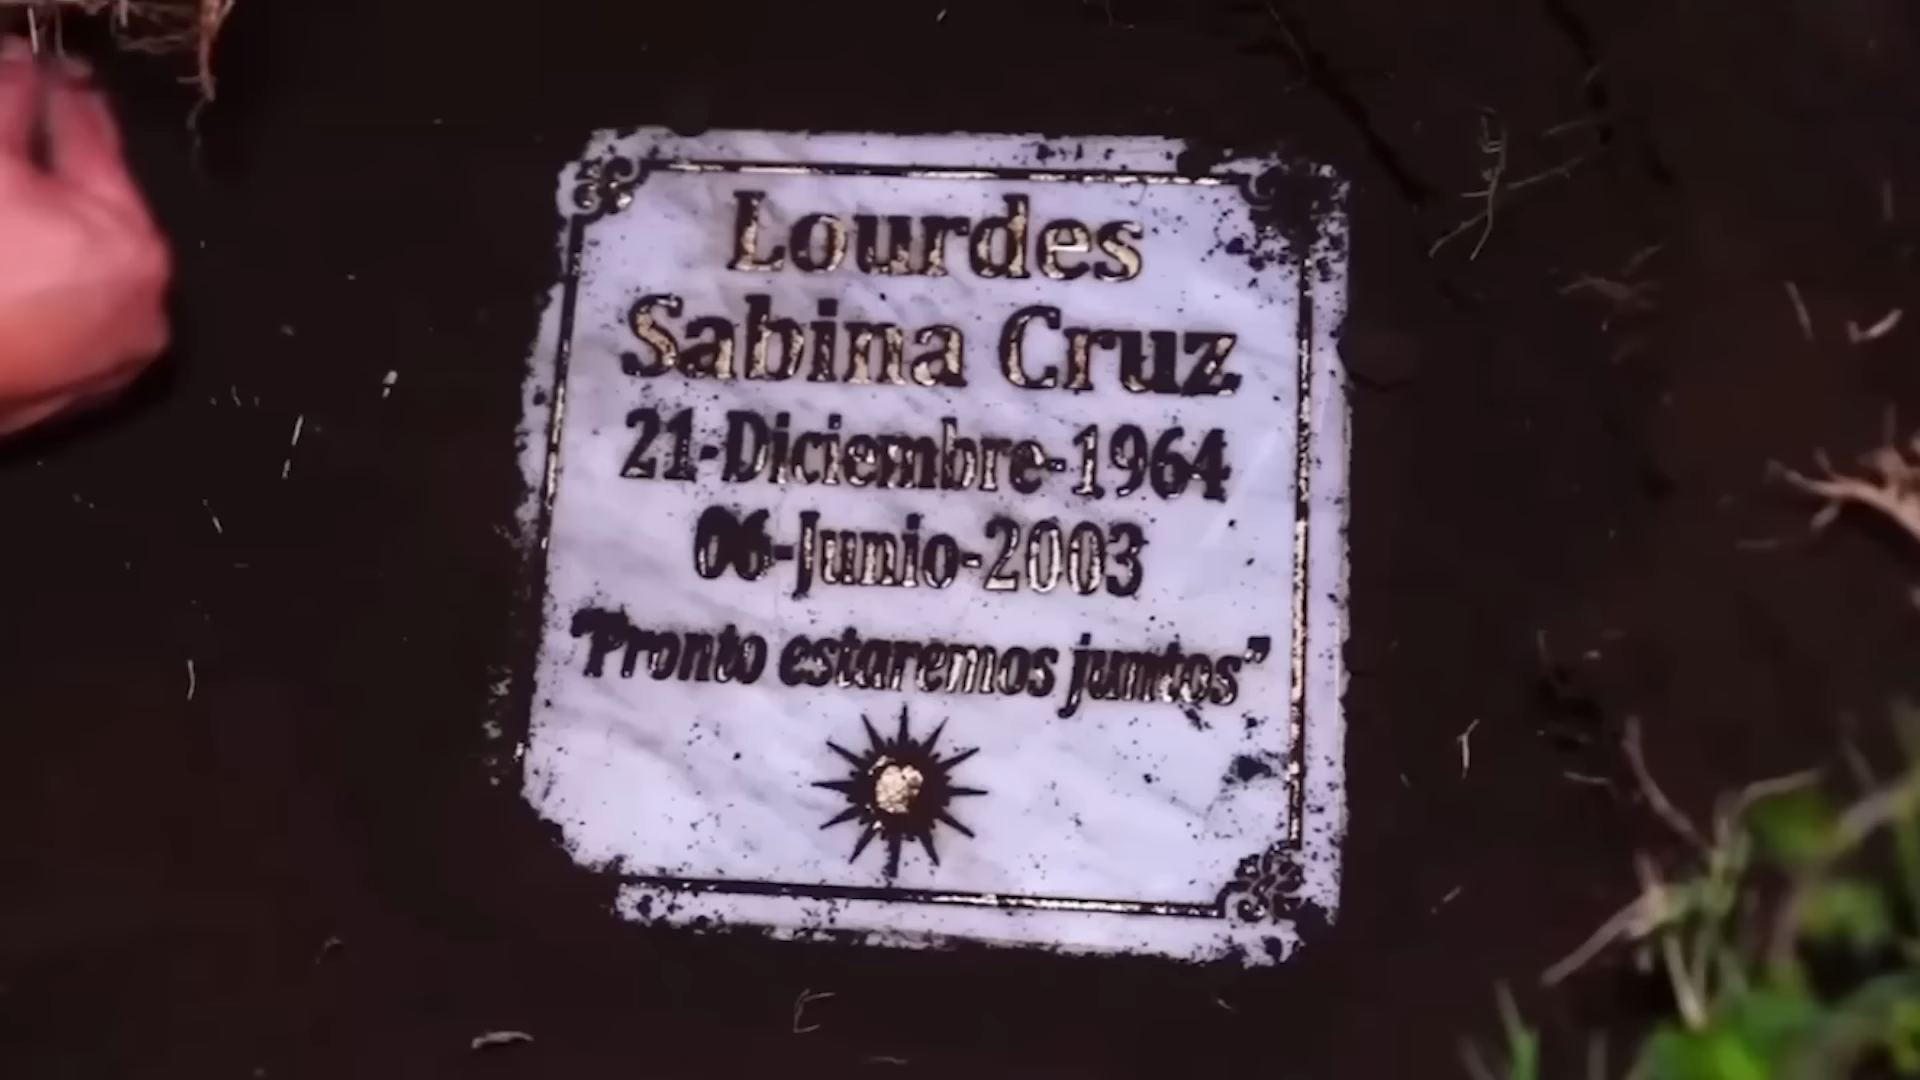 Lourdes
Sabina Cruz
21-Diciembre-1964
06-Junio-2003
"Pronto estaremos juntos"